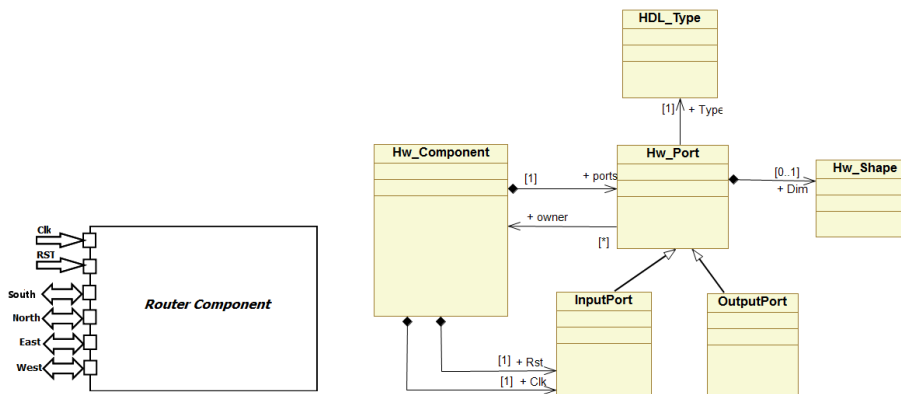 HDL_Type
[1]
+ Type
Hw_Component
Hw_Port
Hw_Shape
[1]
+ ports
[0..1]
+ Dim
+ owner
[*]
Clk
RST
South
North
East
West
Router Component
InputPort
OutputPort
[1] + Rst
[1] + Clk